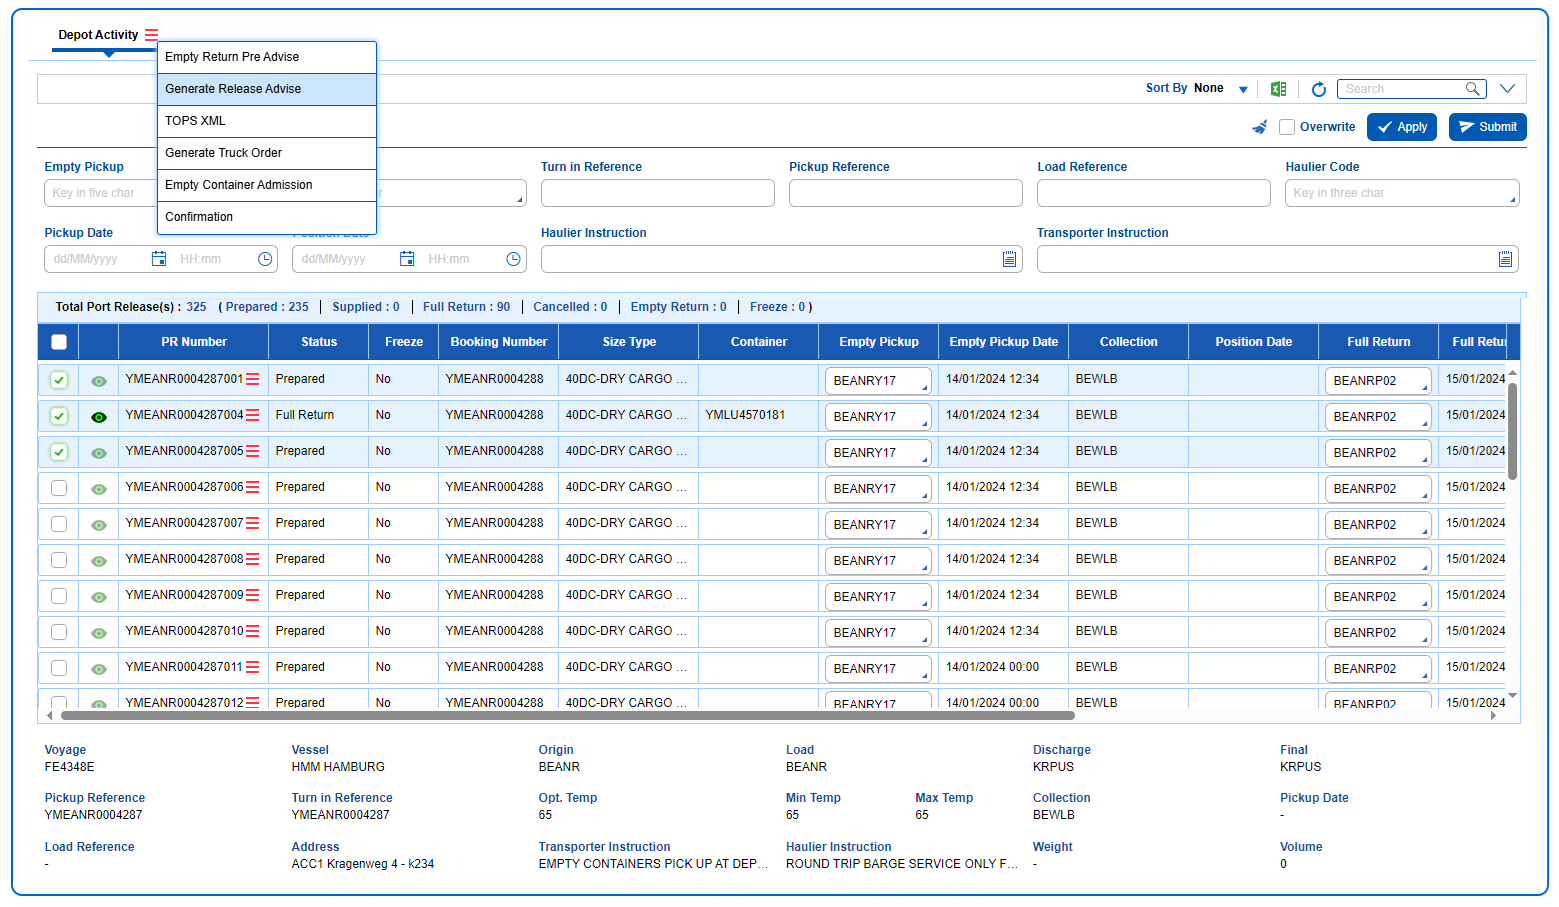 Depot Activity
Empty Return Pre Advise
Generate Release Advise
TOPS XML
Generate Truck Order
Empty Container Admission
Confirmation
Sort By None Search
Overwrite Apply Submit
Empty Pickup Turn in Reference Pickup Reference Load Reference Haulier Code
Key in five char Key in three char
Pickup Date Position Date Haulier Instruction Transporter Instruction
dd/MM/yyyy HH:mm dd/MM/yyyy HH:mm
Total Port Release(s) : 325 ( Prepared : 235 | Supplied : 0 | Full Return : 90 | Cancelled : 0 | Empty Return : 0 | Freeze : 0 )
PR Number Status Freeze Booking Number Size Type Container Empty Pickup Empty Pickup Date Collection Position Date Full Return Full Retur
YMEANR0004287001 Prepared No YMEANR0004288 40DC-DRY CARGO ... BEANRY17 14/01/2024 12:34 BEWLB BEANRP02 15/01/2024
YMEANR0004287004 Full Return No YMEANR0004288 40DC-DRY CARGO ... YMLU4570181 BEANRY17 14/01/2024 12:34 BEWLB BEANRP02 15/01/2024
YMEANR0004287005 Prepared No YMEANR0004288 40DC-DRY CARGO ... BEANRY17 14/01/2024 12:34 BEWLB BEANRP02 15/01/2024
YMEANR0004287006 Prepared No YMEANR0004288 40DC-DRY CARGO ... BEANRY17 14/01/2024 12:34 BEWLB BEANRP02 15/01/2024
YMEANR0004287007 Prepared No YMEANR0004288 40DC-DRY CARGO ... BEANRY17 14/01/2024 12:34 BEWLB BEANRP02 15/01/2024
YMEANR0004287008 Prepared No YMEANR0004288 40DC-DRY CARGO ... BEANRY17 14/01/2024 12:34 BEWLB BEANRP02 15/01/2024
YMEANR0004287009 Prepared No YMEANR0004288 40DC-DRY CARGO ... BEANRY17 14/01/2024 12:34 BEWLB BEANRP02 15/01/2024
YMEANR0004287010 Prepared No YMEANR0004288 40DC-DRY CARGO ... BEANRY17 14/01/2024 12:34 BEWLB BEANRP02 15/01/2024
YMEANR0004287011 Prepared No YMEANR0004288 40DC-DRY CARGO ... BEANRY17 14/01/2024 00:00 BEWLB BEANRP02 15/01/2024
YMEANR0004287012 Prepared No YMEANR0004288 40DC-DRY CARGO ... BEANRY17 14/01/2024 00:00 BEWLB BEANRP02 15/01/2024
Voyage Vessel Origin Load Discharge Final
FE4348E HMM HAMBURG BEANR BEANR KRPUS KRPUS
Pickup Reference Turn in Reference Opt. Temp Min Temp Max Temp Collection Pickup Date
YMEANR0004287 YMEANR0004287 65 65 65 BEWLB -
Load Reference Address Transporter Instruction Haulier Instruction Weight Volume
- ACC1 Kragenweg 4 - k234 EMPTY CONTAINERS PICK UP AT DEP... ROUND TRIP BARGE SERVICE ONLY F... - 0